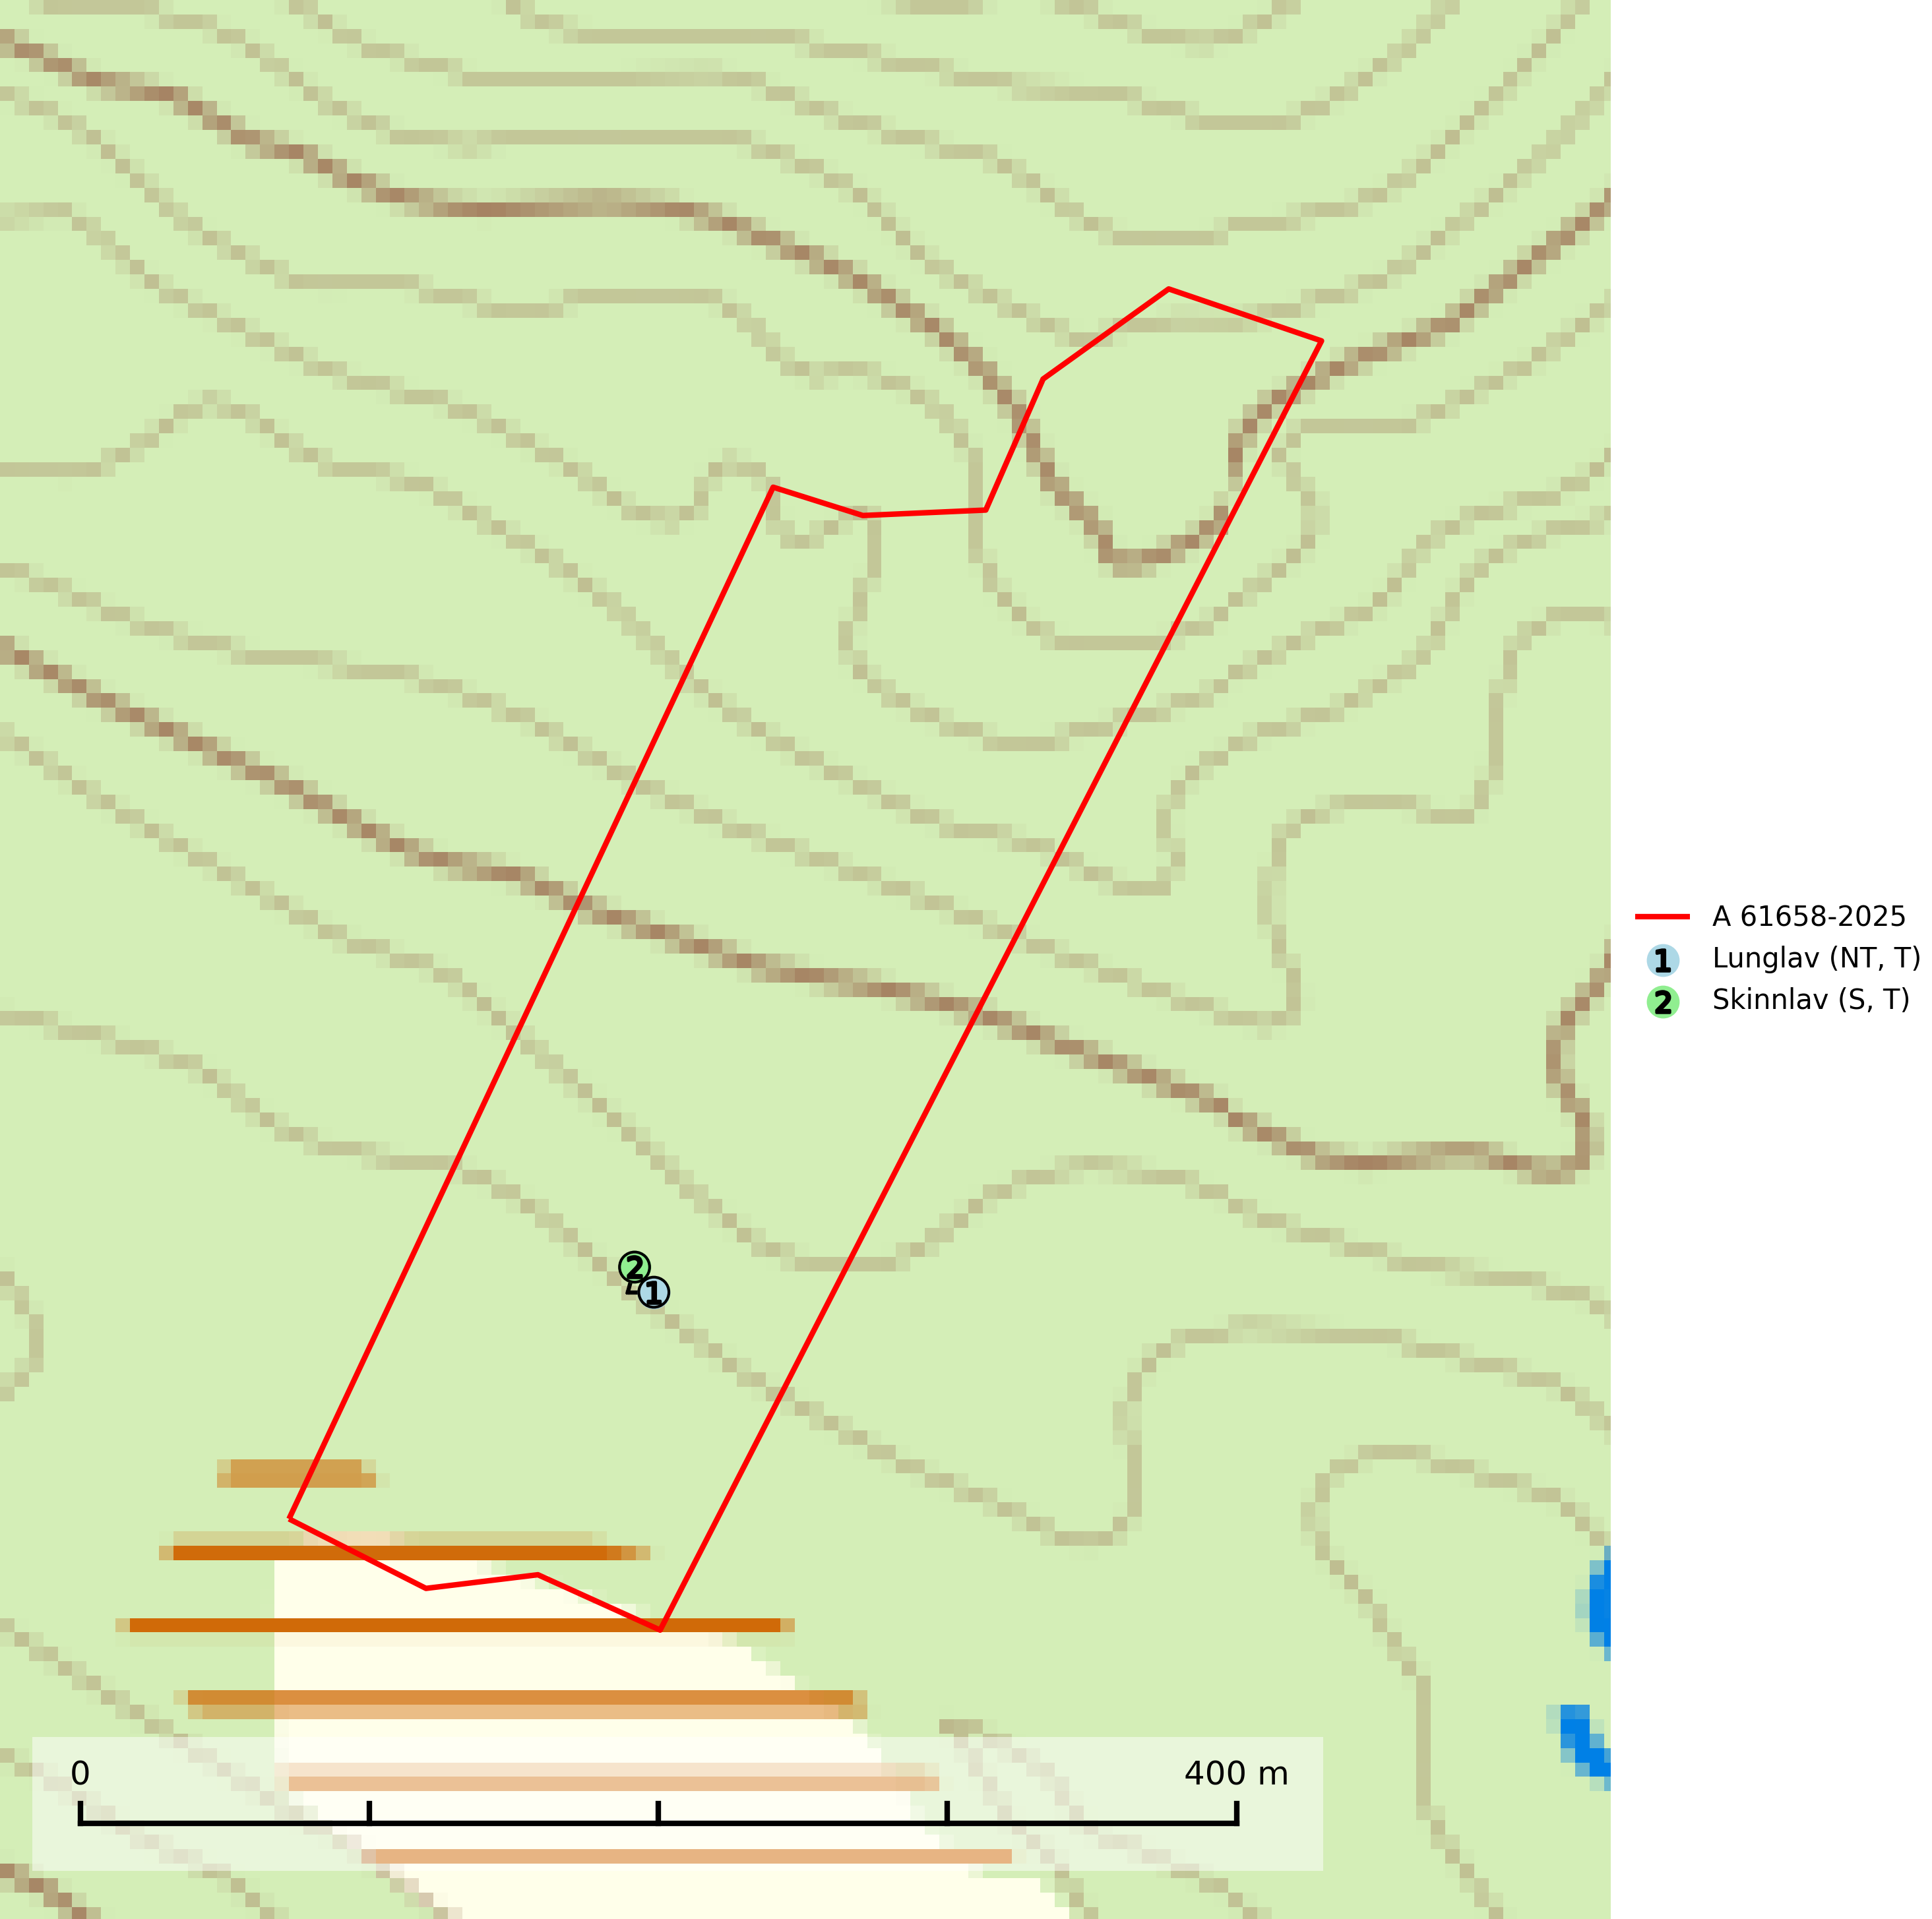 A 61658-2025
1 Lunglav (NT, T)
2 Skinnlav (S, T)
2
1
0 400 m